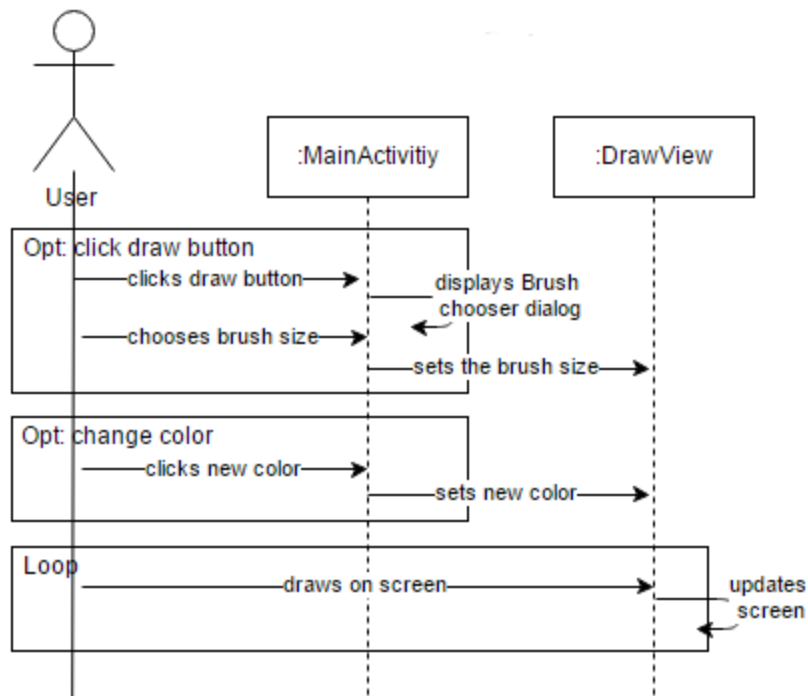 :MainActivitiy
:DrawView
User
Opt: click draw button
clicks draw button
displays Brush
chooser dialog
chooses brush size
sets the brush size
Opt: change color
clicks new color
sets new color
Loop
draws on screen
updates
screen